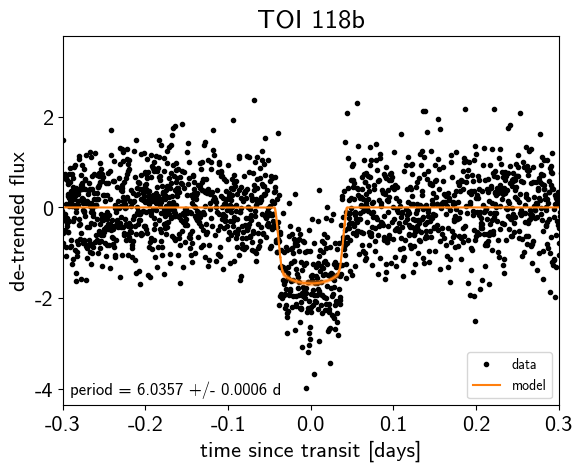 TOI 118b
de-trended flux
2
0
-2
-4
period = 6.0357 +/- 0.0006 d
data
model
-0.3
-0.2
-0.1
0.0
0.1
0.2
0.3
time since transit [days]